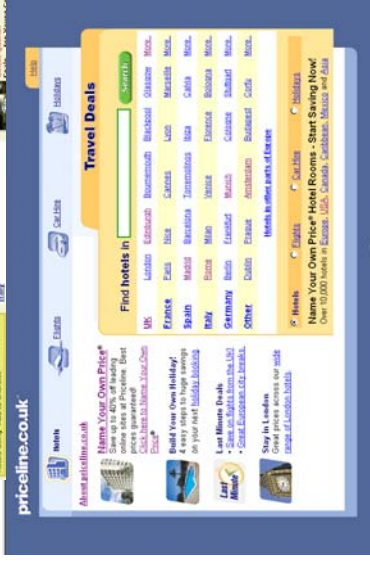 priceline.co.uk
Help
Hotels
Flights
Car Hire
Holidays
About priceline.co.uk
Name Your Own Price®
Save up to 40% off leading
online sites at Priceline. Best
prices guaranteed!
Click here to Name Your Own
Price®
Build Your Own Holiday!
4 easy steps to huge savings
on your next holiday booking
Last Minute
Last Minute Deals
• Save on flights from the UK!
• Great European city breaks.
Stay in London
Great prices across our wide
range of London hotels.
Travel Deals
Find hotels in
Search
UK London Edinburgh Bournemouth Blackpool Glasgow More..
France Paris Nice Cannes Lyon Marseille More..
Spain Madrid Barcelona Torremolinos Ibiza Calvia More..
Italy Rome Milan Venice Florence Bologna More..
Germany Berlin Frankfurt Munich Cologne Stuttgart More..
Other Dublin Prague Amsterdam Budapest Corfu More..
Hotels in other parts of Europe
Hotels Flights Car Hire Holidays
Name Your Own Price® Hotel Rooms - Start Saving Now!
Over 10,000 hotels in Europe, USA, Canada, Caribbean, Mexico and Asia